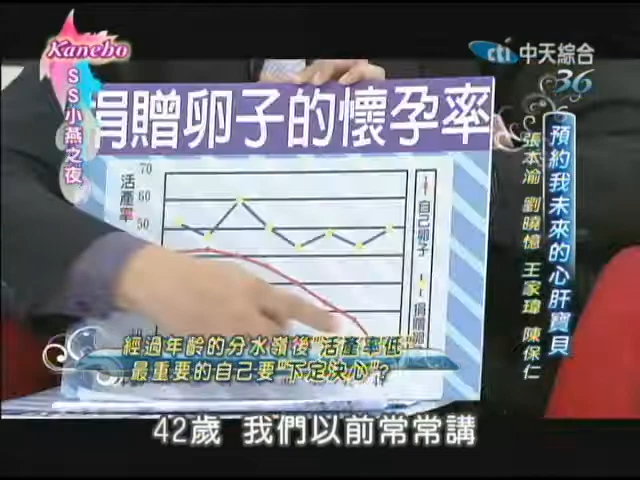 Kanebo
SS小燕之夜
cti 中天綜合
36
捐贈卵子的懷孕率
活產率
70
60
50
自己卵子
捐贈卵
預約我未來的心肝寶貝
張本渝 劉曉憶 王家瑋 陳保仁
經過年齡的分水嶺後"活產率低"
最重要的自己要"下定決心"?
42歲 我們以前常常講